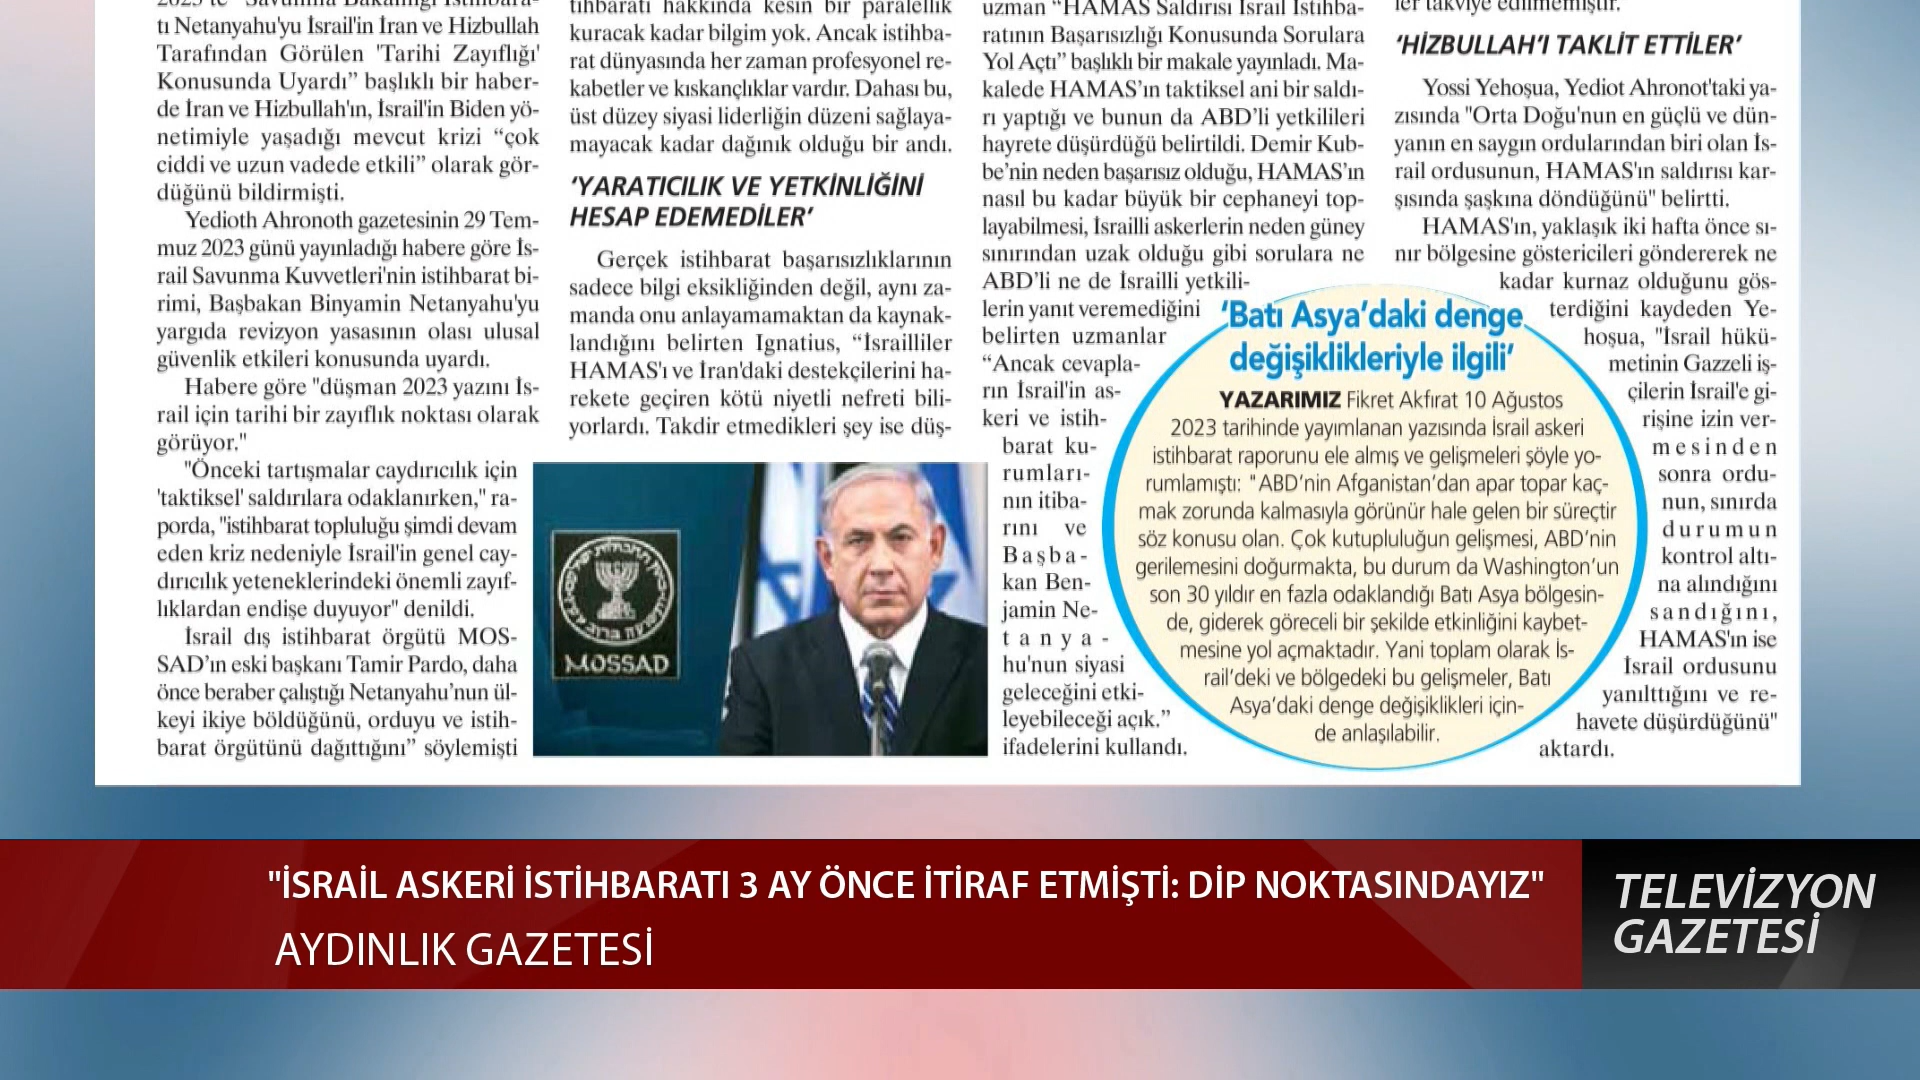 tı Netanyahu'yu İsrail'in İran ve Hizbullah
Tarafından Görülen 'Tarihi Zayıflığı'
Konusunda Uyardı” başlıklı bir haber-
de İran ve Hizbullah'ın, İsrail'in Biden yö-
netimiyle yaşadığı mevcut krizi “çok
ciddi ve uzun vadede etkili” olarak gör-
düğünü bildirmişti.
Yedioth Ahronoth gazetesinin 29 Tem-
muz 2023 günü yayınladığı habere göre İs-
rail Savunma Kuvvetleri'nin istihbarat bi-
rimi, Başbakan Binyamin Netanyahu'yu
yargıda revizyon yasasının olası ulusal
güvenlik etkileri konusunda uyardı.
Habere göre "düşman 2023 yazını İs-
rail için tarihi bir zayıflık noktası olarak
görüyor."
"Önceki tartışmalar caydırıcılık için
'taktiksel' saldırılara odaklanırken," ra-
porda, "istihbarat topluluğu şimdi devam
eden kriz nedeniyle İsrail'in genel cay-
dırıcılık yeteneklerindeki önemli zayıf-
lıklardan endişe duyuyor" denildi.
İsrail dış istihbarat örgütü MOS-
SAD’ın eski başkanı Tamir Pardo, daha
önce beraber çalıştığı Netanyahu’nun ül-
keyi ikiye böldüğünü, orduyu ve istih-
barat örgütünü dağıttığını” söylemişti
tihbaratı hakkında kesin bir paralellik
kuracak kadar bilgim yok. Ancak istihba-
rat dünyasında her zaman profesyonel re-
kabetler ve kıskançlıklar vardır. Dahası bu,
üst düzey siyasi liderliğin düzeni sağlaya-
mayacak kadar dağınık olduğu bir andı.
‘YARATICILIK VE YETKİNLİĞİNİ
HESAP EDEMEDİLER’
Gerçek istihbarat başarısızlıklarının
sadece bilgi eksikliğinden değil, aynı za-
manda onu anlayamamaktan da kaynak-
landığını belirten Ignatius, “İsrailliler
HAMAS'ı ve İran'daki destekçilerini ha-
rekete geçiren kötü niyetli nefreti bili-
yorlardı. Takdir etmedikleri şey ise düş-
MOSSAD
uzman “HAMAS Saldırısı İsrail İstihba-
ratının Başarısızlığı Konusunda Sorulara
Yol Açtı” başlıklı bir makale yayınladı. Ma-
kalede HAMAS’ın taktiksel ani bir saldı-
rı yaptığı ve bunun da ABD’li yetkilileri
hayrete düşürdüğü belirtildi. Demir Kub-
be’nin neden başarısız olduğu, HAMAS’ın
nasıl bu kadar büyük bir cepheneyi top-
layabilmesi, İsrailli askerlerin neden güney
sınırından uzak olduğu gibi sorulara ne
ABD’li ne de İsrailli yetkili-
lerin yanıt veremediğini
belirten uzmanlar
“Ancak cevapla-
rın İsrail'in as-
keri ve istih-
barat ku-
rumları-
nın itiba-
rını ve
Başba-
kan Ben-
jamin Ne-
tanya-
hu'nun siyasi
geleceğini etki-
leyebileceği açık.”
ifadelerini kullandı.
‘Batı Asya’daki denge
değişiklikleriyle ilgili’
YAZARIMIZ Fikret Akfırat 10 Ağustos
2023 tarihinde yayımlanan yazısında İsrail askeri
istihbarat raporunu ele almış ve gelişmeleri şöyle yo-
rumlamıştı: "ABD’nin Afganistan’dan apar topar kaç-
mak zorunda kalmasıyla görünür hale gelen bir süreçtir
söz konusu olan. Çok kutupluluğun gelişmesi, ABD’nin
gerilemesini doğurmakta, bu durum da Washington’un
son 30 yıldır en fazla odaklandığı Batı Asya bölgesin-
de, giderek göreceli bir şekilde etkinliğini kaybet-
mesine yol açmaktadır. Yani toplam olarak İs-
rail’deki ve bölgedeki bu gelişmeler, Batı
Asya’daki denge değişiklikleri için-
de anlaşılabilir.
ler takviye edilmemiştir.
‘HİZBULLAH’I TAKLİT ETTİLER’
Yossi Yehoşua, Yediot Ahronot'taki ya-
zısında "Orta Doğu'nun en güçlü ve dün-
yanın en saygın ordularından biri olan İs-
rail ordusunun, HAMAS'ın saldırısı kar-
şısında şaşkına döndüğünü" belirtti.
HAMAS'ın, yaklaşık iki hafta önce sı-
nır bölgesine göstericileri göndererek ne
kadar kurnaz olduğunu gös-
terdiğini kaydeden Ye-
hoşua, "İsrail hükü-
metinin Gazzeli iş-
çilerin İsrail'e gi-
rişine izin ver-
mesinden
sonra ordu-
nun, sınırda
durumun
kontrol altı-
na alındığını
sandığını,
HAMAS'ın ise
İsrail ordusunu
yanılttığını ve re-
havete düşürdüğünü"
aktardı.
"İSRAİL ASKERİ İSTİHBARATI 3 AY ÖNCE İTİRAF ETMİŞTİ: DİP NOKTASINDAYIZ"
AYDINLIK GAZETESİ
TELEVİZYON
GAZETESİ